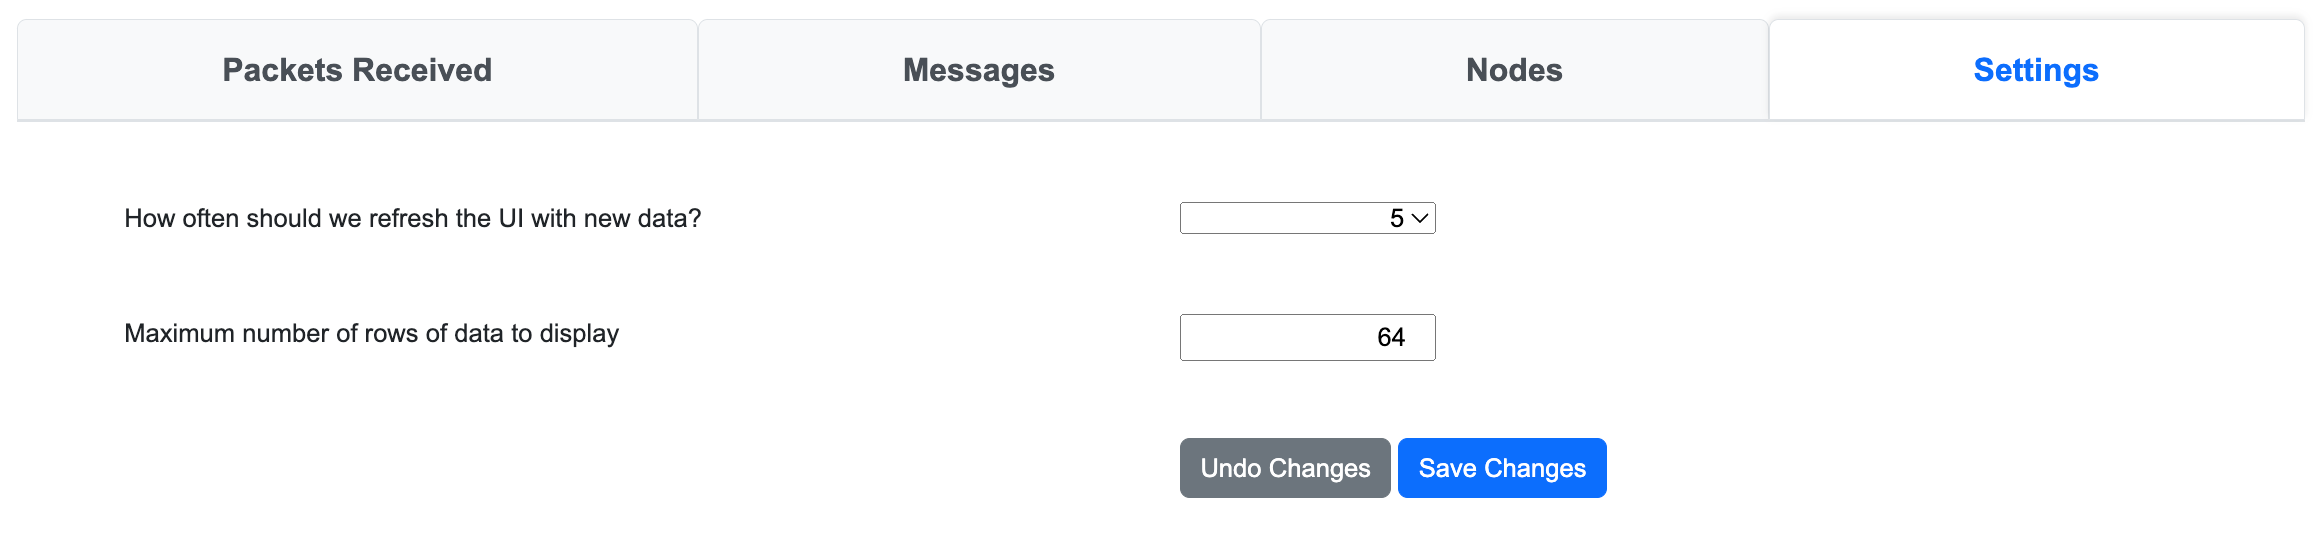 Packets Received Messages Nodes Settings
How often should we refresh the UI with new data? 5
Maximum number of rows of data to display 64
Undo Changes Save Changes